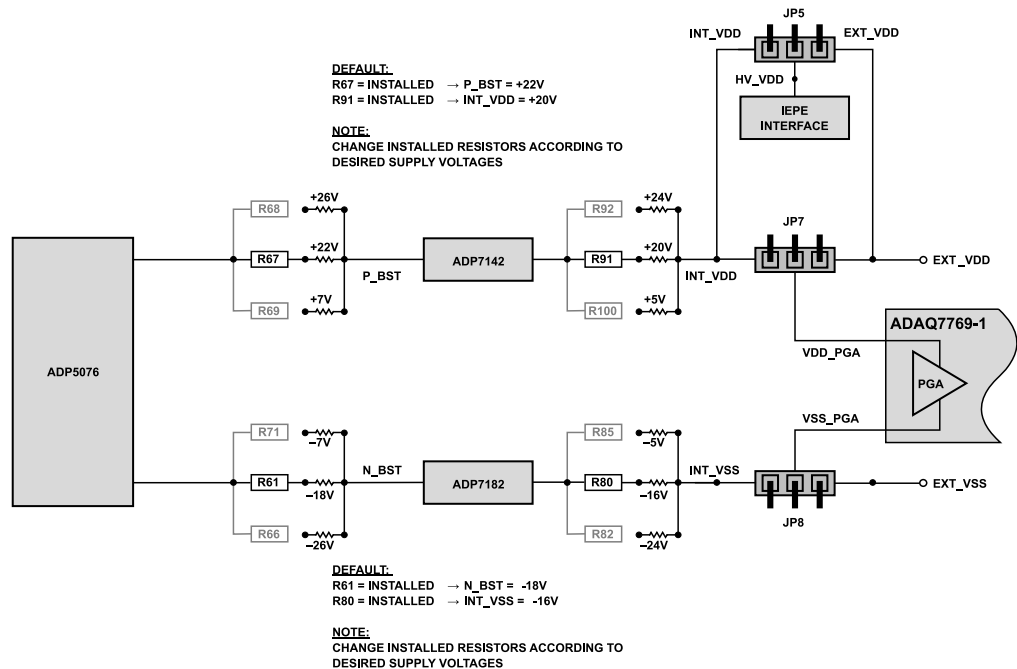 JP5
INT_VDD
EXT_VDD
HV_VDD
IEPE
INTERFACE
DEFAULT:
R67 = INSTALLED → P_BST = +22V
R91 = INSTALLED → INT_VDD = +20V
NOTE:
CHANGE INSTALLED RESISTORS ACCORDING TO
DESIRED SUPPLY VOLTAGES
R68
+26V
R67
+22V
R69
+7V
P_BST
ADP7142
R92
+24V
R91
+20V
R100
+5V
INT_VDD
JP7
EXT_VDD
ADP5076
VDD_PGA
ADAQ7769-1
PGA
VSS_PGA
R71
–7V
R61
–18V
R66
–26V
N_BST
ADP7182
R85
–5V
R80
–16V
R82
–24V
INT_VSS
JP8
EXT_VSS
DEFAULT:
R61 = INSTALLED → N_BST = -18V
R80 = INSTALLED → INT_VSS = -16V
NOTE:
CHANGE INSTALLED RESISTORS ACCORDING TO
DESIRED SUPPLY VOLTAGES